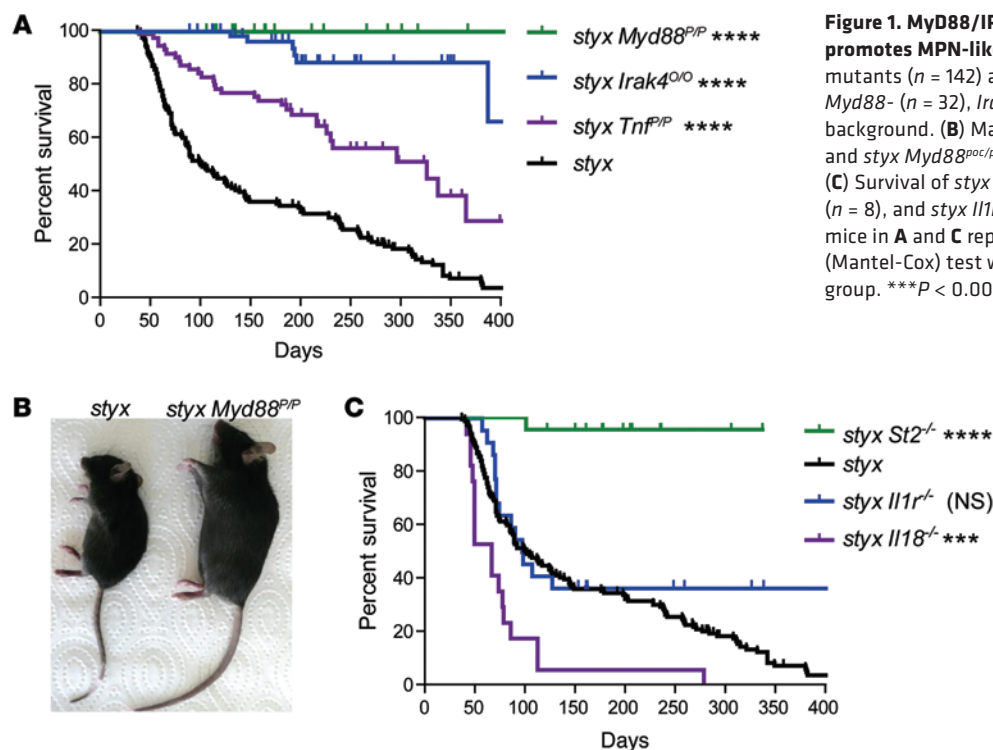 A
Percent survival
100
80
60
40
20
0
0 50 100 150 200 250 300 350 400
Days
styx Myd88P/P ****
styx Irak4O/O ****
styx TnfP/P ****
styx
Figure 1. MyD88/IR
promotes MPN-lik
mutants (n = 142) a
Myd88- (n = 32), Ira
background. (B) Ma
and styx Myd88poc/p
(C) Survival of styx
(n = 8), and styx Il1
mice in A and C rep
(Mantel-Cox) test w
group. ***P < 0.00
B
styx styx Myd88P/P
C
Percent survival
100
80
60
40
20
0
0 50 100 150 200 250 300 350 400
Days
styx St2-/- ****
styx
styx Il1r-/- (NS)
styx Il18-/- ***